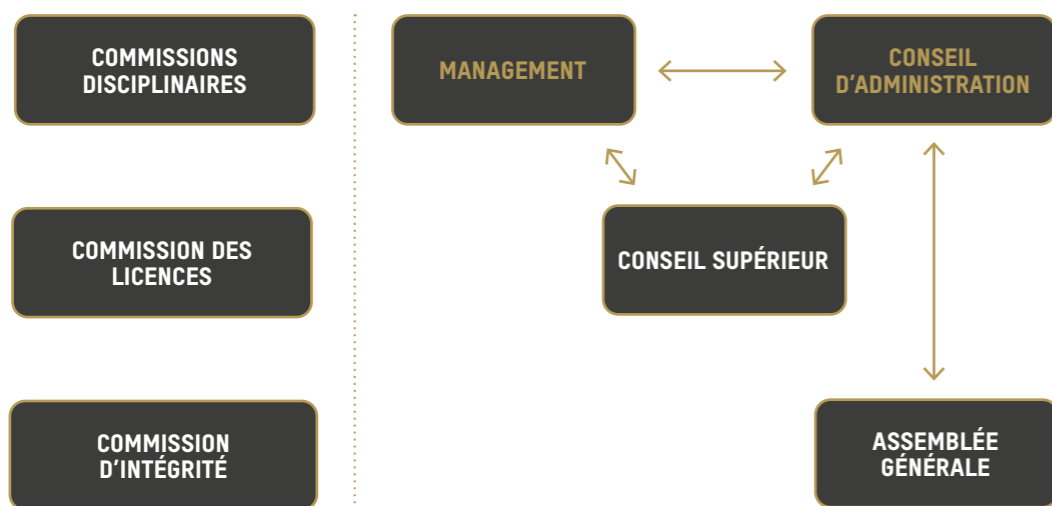 COMMISSIONS
DISCIPLINAIRES
MANAGEMENT
CONSEIL
D'ADMINISTRATION
COMMISSION DES
LICENCES
CONSEIL SUPÉRIEUR
COMMISSION
D'INTÉGRITÉ
ASSEMBLÉE
GÉNÉRALE